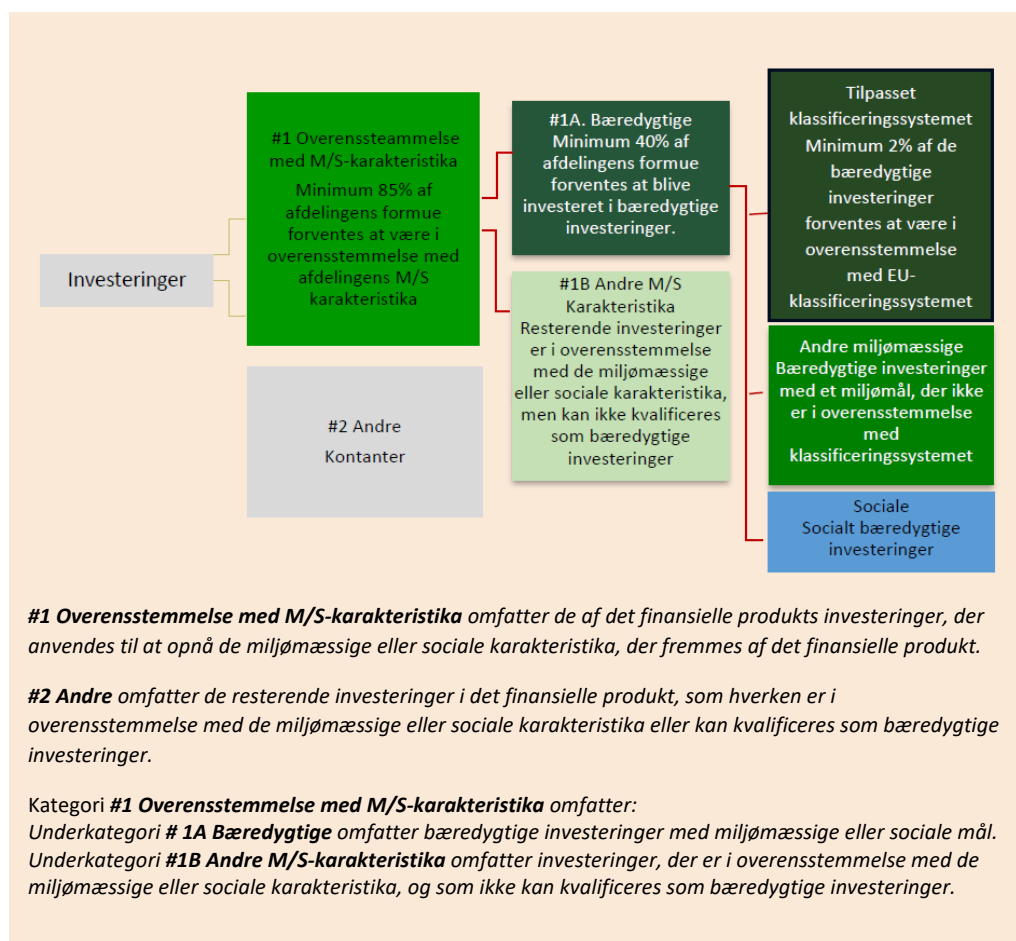 Investeringer
#1 Overenssteammelse
med M/S-karakteristika
Minimum 85% af
afdelingens formue
forventes at være i
overensstemmelse med
afdelingens M/S
karakteristika
#2 Andre
Kontanter
#1A. Bæredygtige
Minimum 40% af
afdelingens formue
forventes at blive
investeret i bæredygtige
investeringer.
#1B Andre M/S
Karakteristika
Resterende investeringer
er i overensstemmelse
med de miljømæssige
eller sociale karakteristika,
men kan ikke kvalificeres
som bæredygtige
investeringer
Tilpasset
klassificeringssystemet
Minimum 2% af de
bæredygtige
investeringer
forventes at være i
overensstemmelse
med EU-
klassificeringssystemet
Andre miljømæssige
Bæredygtige investeringer
med et miljømål, der ikke
er i overensstemmelse
med
klassificeringssystemet
Sociale
Socialt bæredygtige
investeringer
#1 Overensstemmelse med M/S-karakteristika omfatter de af det finansielle produkts investeringer, der
anvendes til at opnå de miljømæssige eller sociale karakteristika, der fremmes af det finansielle produkt.
#2 Andre omfatter de resterende investeringer i det finansielle produkt, som hverken er i
overensstemmelse med de miljømæssige eller sociale karakteristika eller kan kvalificeres som bæredygtige
investeringer.
Kategori #1 Overensstemmelse med M/S-karakteristika omfatter:
Underkategori # 1A Bæredygtige omfatter bæredygtige investeringer med miljømæssige eller sociale mål.
Underkategori #1B Andre M/S-karakteristika omfatter investeringer, der er i overensstemmelse med de
miljømæssige eller sociale karakteristika, og som ikke kan kvalificeres som bæredygtige investeringer.